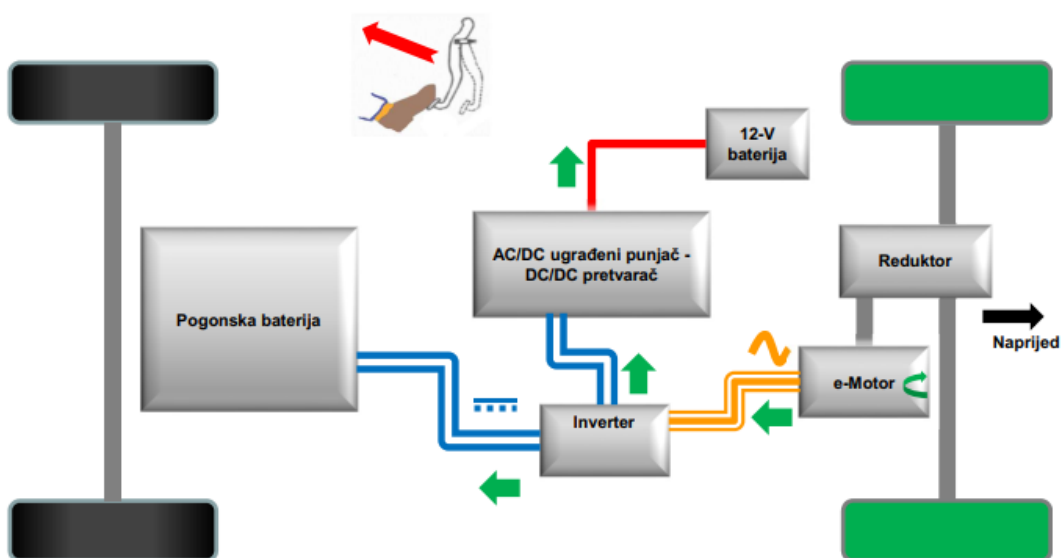 12-V
baterija
AC/DC ugrađeni punjač -
DC/DC pretvarač
Reduktor
Pogonska baterija
Naprijed
e-Motor
Inverter